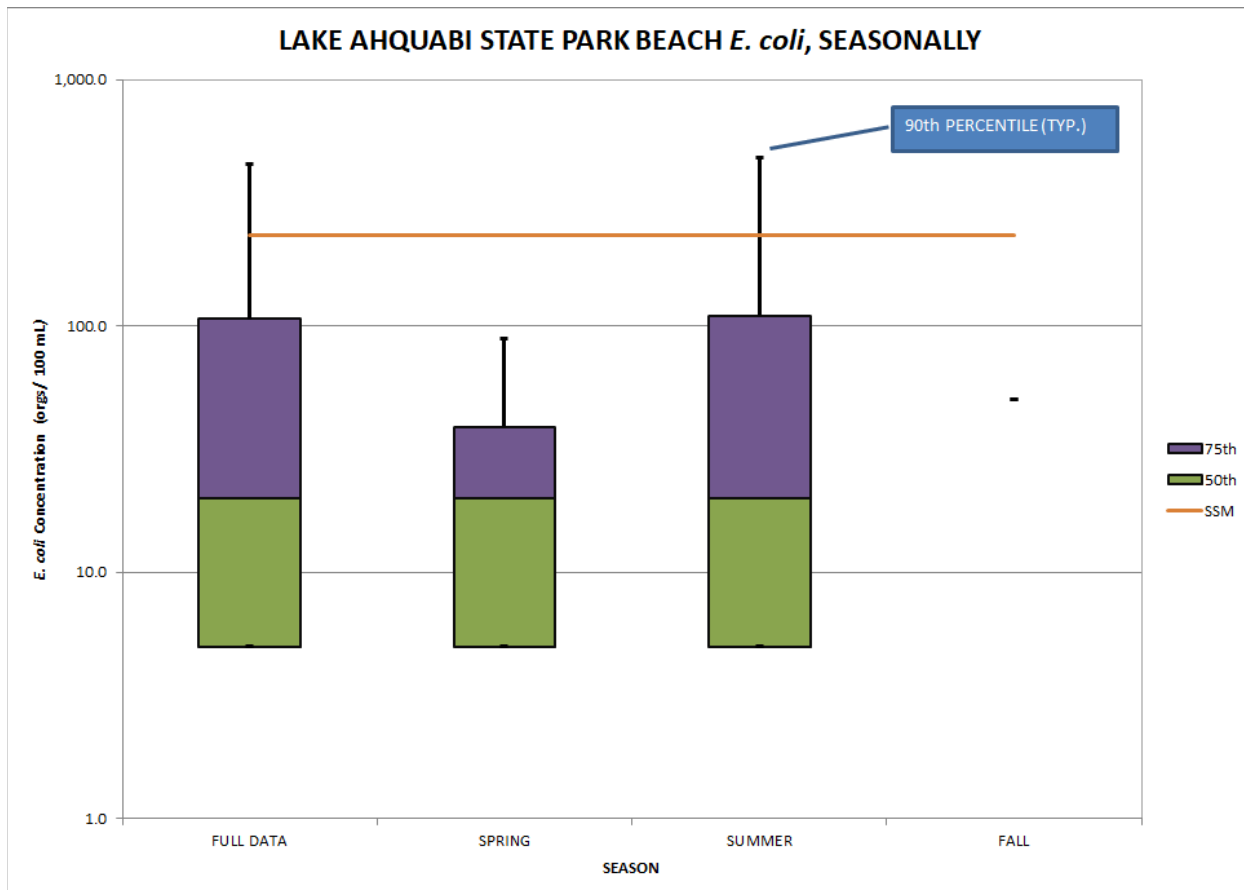 LAKE AHQUABI STATE PARK BEACH E. coli, SEASONALLY
1,000.0
90th PERCENTILE (TYP.)
100.0
E. coli Concentration (orgs/ 100 mL)
75th
50th
SSM
10.0
1.0
FULL DATA
SPRING
SUMMER
FALL
SEASON